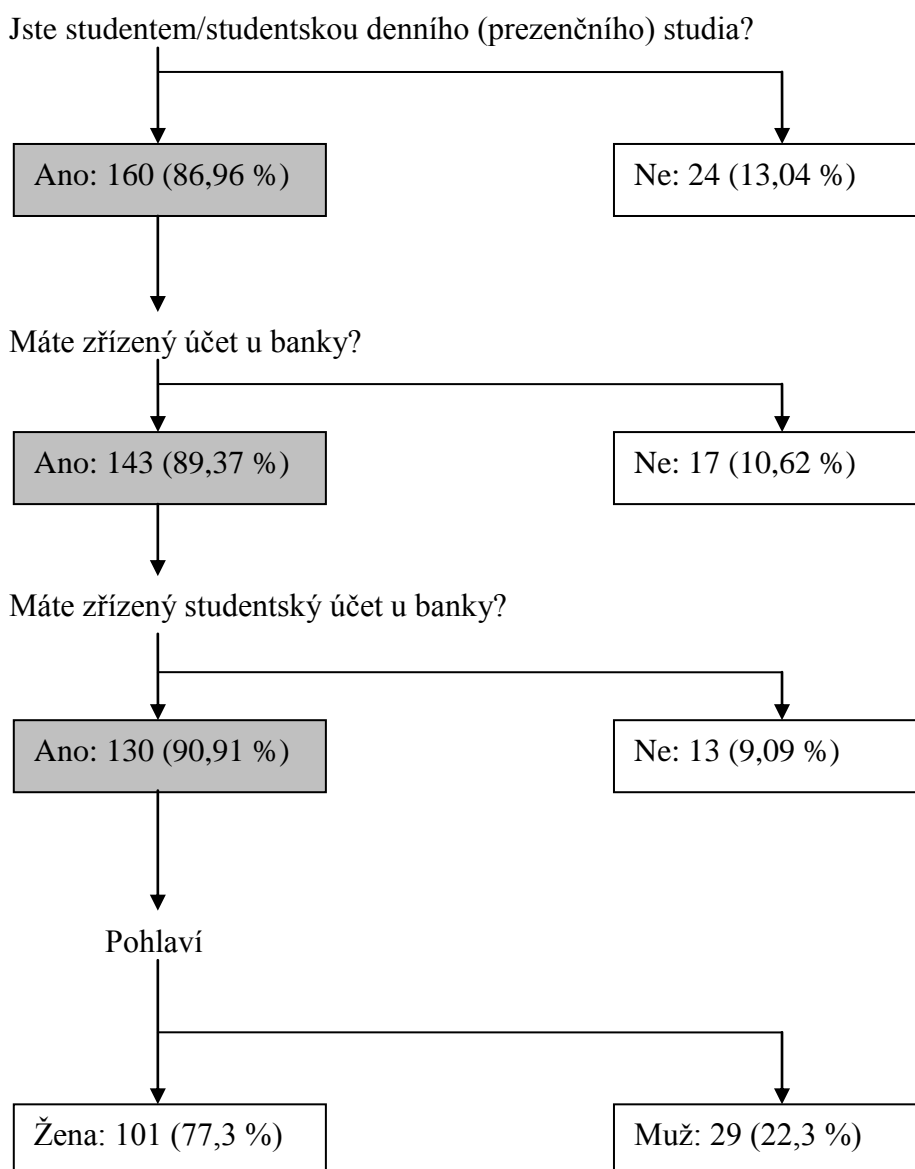 Jste studentem/studentskou denního (prezenčního) studia?
Ano: 160 (86,96 %)
Ne: 24 (13,04 %)
Máte zřízený účet u banky?
Ano: 143 (89,37 %)
Ne: 17 (10,62 %)
Máte zřízený studentský účet u banky?
Ano: 130 (90,91 %)
Ne: 13 (9,09 %)
Pohlaví
Žena: 101 (77,3 %)
Muž: 29 (22,3 %)